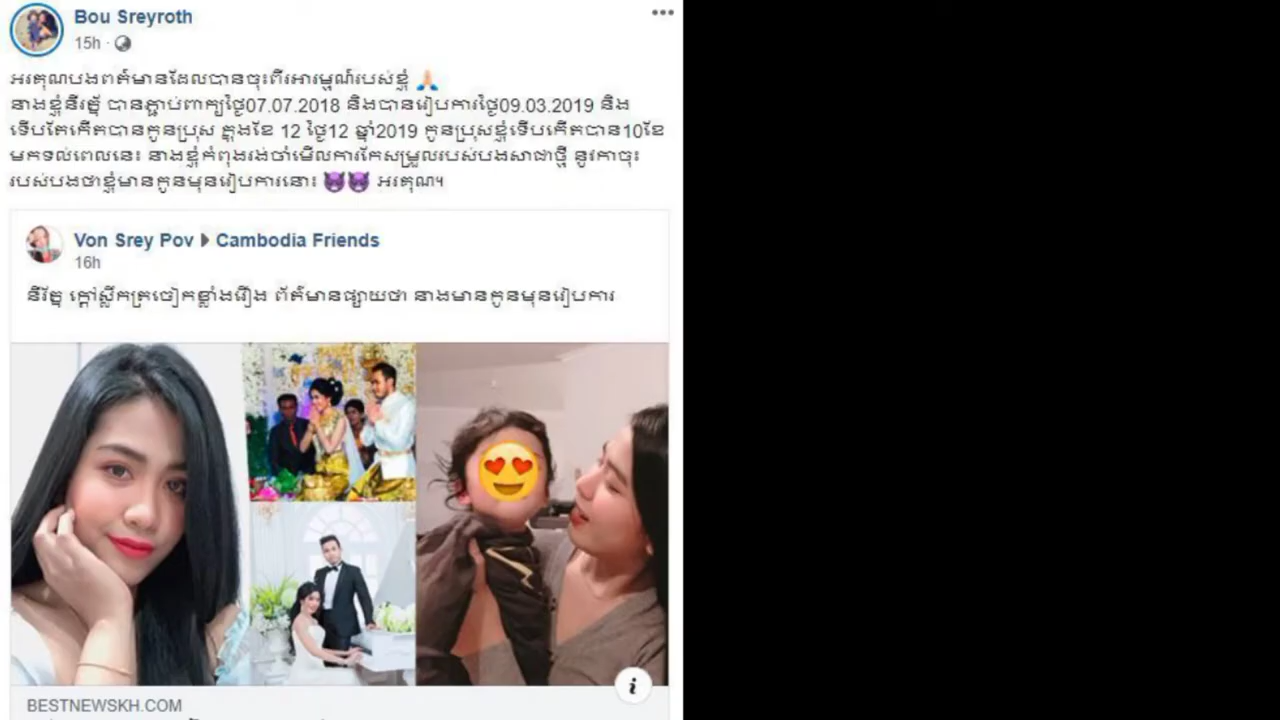 Bou Sreyroth
15h
អរគុណបងពត៌មានដែលបានចុះពីរអារម្មណ៍របស់ខ្ញុំ 🙏
នាងខ្ញុំនីរត្ន័ បានភ្ជាប់ពាក្យថ្ងៃ07.07.2018 និងបានរៀបការថ្ងៃ09.03.2019 និង
ទើបតែកើតបានកូនប្រុស ក្នុងខែ 12 ថ្ងៃ12 ឆ្នាំ2019 កូនប្រុសខ្ញុំទើបកើតបាន10ខែ
មកទល់ពេលនេះ នាងខ្ញុំកំពុងរង់ចាំមើលការកែសម្រួលរបស់បងសាជាថ្មី នូវកាចុះ
របស់បងថាខ្ញុំមានកូនមុនរៀបការនោះ 😈😈 អរគុណ។
Von Srey Pov ▶ Cambodia Friends
16h
នីរ័ត្ន ក្ដៅស្លឹកត្រចៀកខ្លាំងរឿង ព័ត៌មានផ្សាយថា នាងមានកូនមុនរៀបការ
BESTNEWSKH.COM